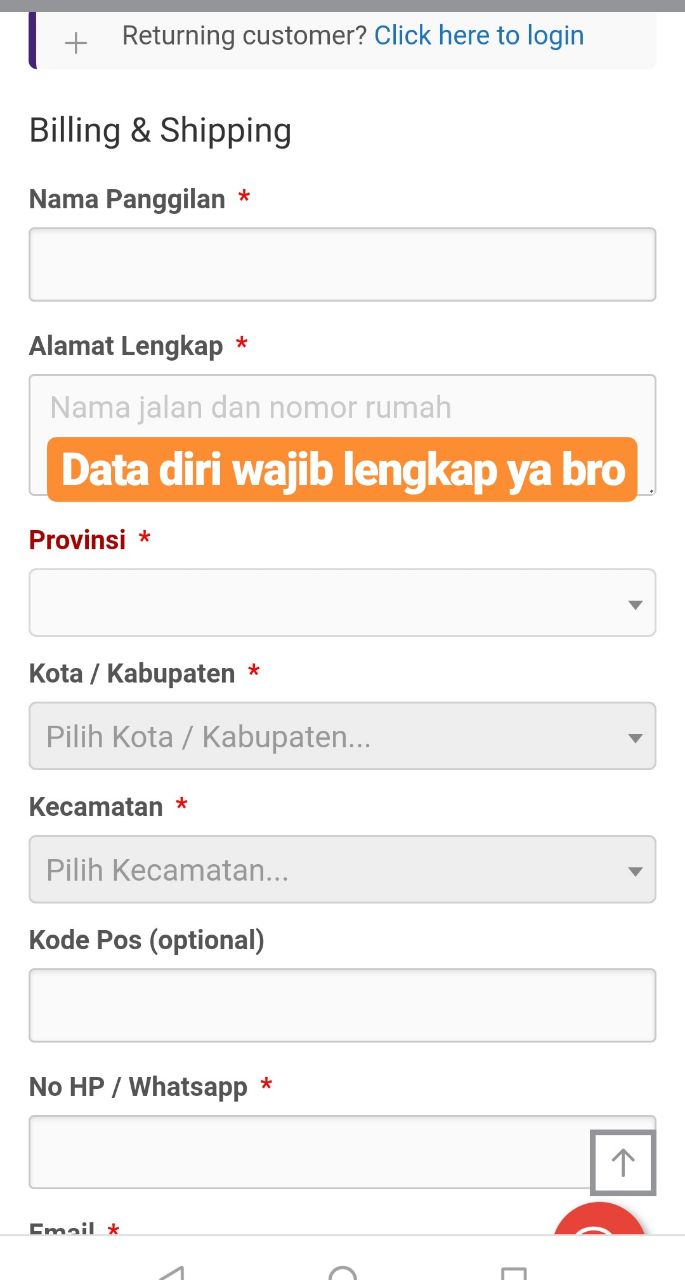 Returning customer? Click here to login
Billing & Shipping
Nama Panggilan *
Alamat Lengkap *
Nama jalan dan nomor rumah
Data diri wajib lengkap ya bro
Provinsi *
Kota / Kabupaten *
Pilih Kota / Kabupaten...
Kecamatan *
Pilih Kecamatan...
Kode Pos (optional)
No HP / Whatsapp *
Email *